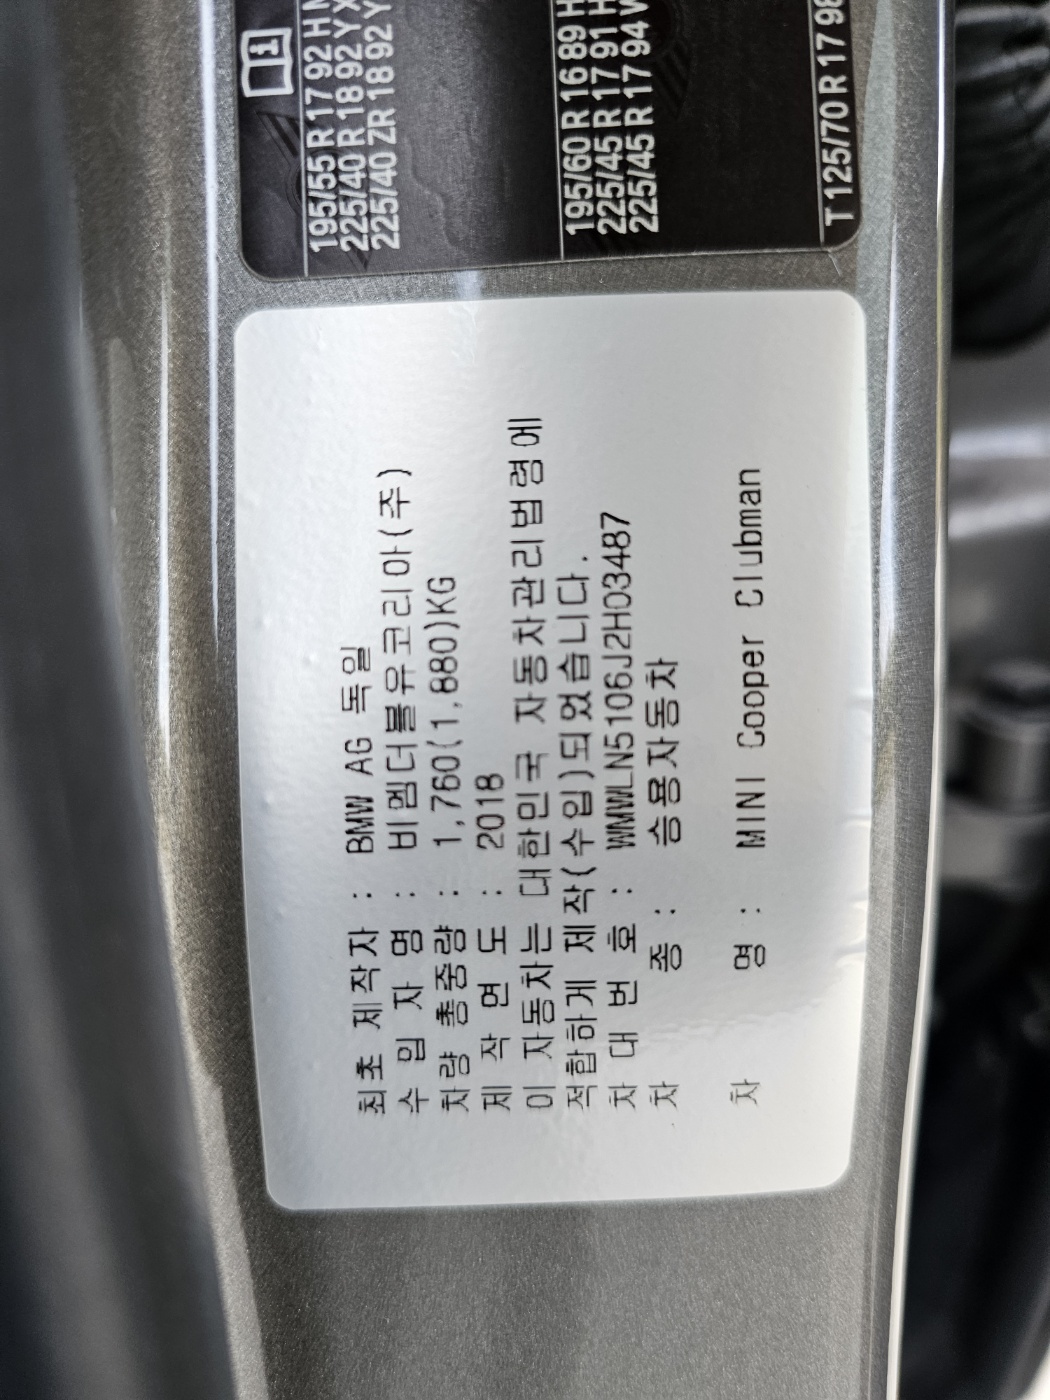 최초 제작자 : BMW AG 독일
수 입 자 명 : 비엠더블유코리아(주)
차량 총중량 : 1,760(1,880)KG
제 작 연 도 : 2018
이 자동차는 대한민국 자동차관리법령에
적합하게 제작(수입)되었습니다.
차 대 번 호 : WMWLN5106J2H03487
차 종 : 승용자동차
차 명 : MINI Cooper Clubman
195/55 R 17 92 H
225/40 R 18 92 Y
225/40 ZR 18 92 Y
195/60 R 16 89 H
225/45 R 17 91
225/45 R 17 94
T 125/70 R 17 98